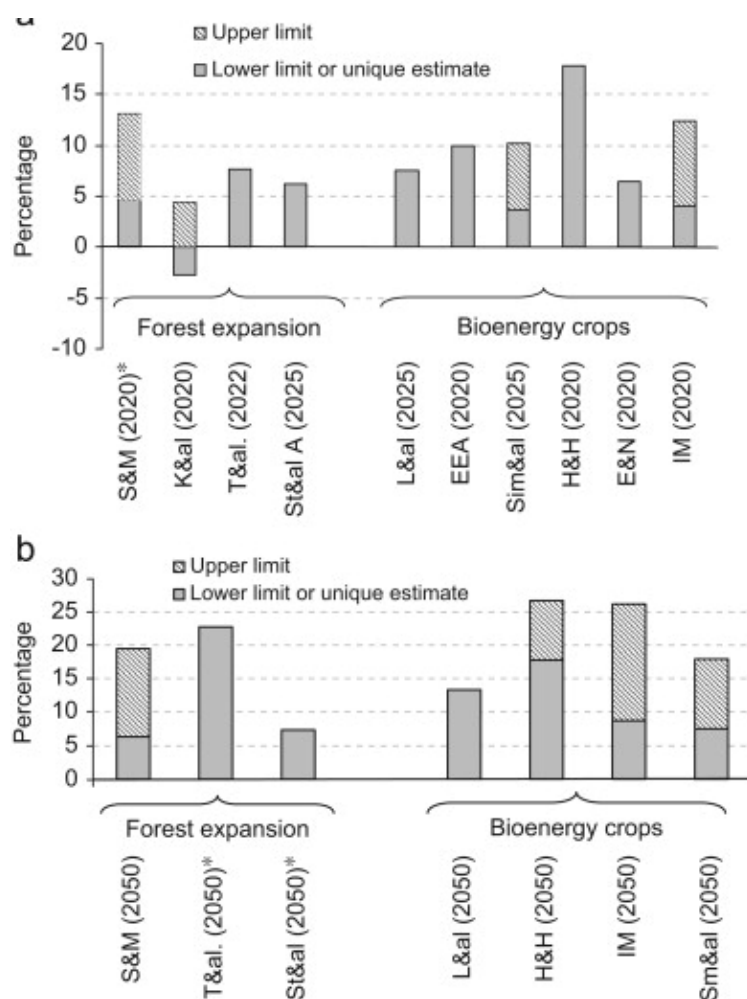 a
Upper limit
Lower limit or unique estimate
Percentage
20
15
10
5
0
-5
-10
Forest expansion
Bioenergy crops
S&M (2020)*
K&al (2020)
T&al. (2022)
St&al A (2025)
L&al (2025)
EEA (2020)
Sim&al (2025)
H&H (2020)
E&N (2020)
IM (2020)
b
Upper limit
Lower limit or unique estimate
Percentage
30
25
20
15
10
5
0
Forest expansion
Bioenergy crops
S&M (2050)
T&al. (2050)*
St&al (2050)*
L&al (2050)
H&H (2050)
IM (2050)
Sm&al (2050)